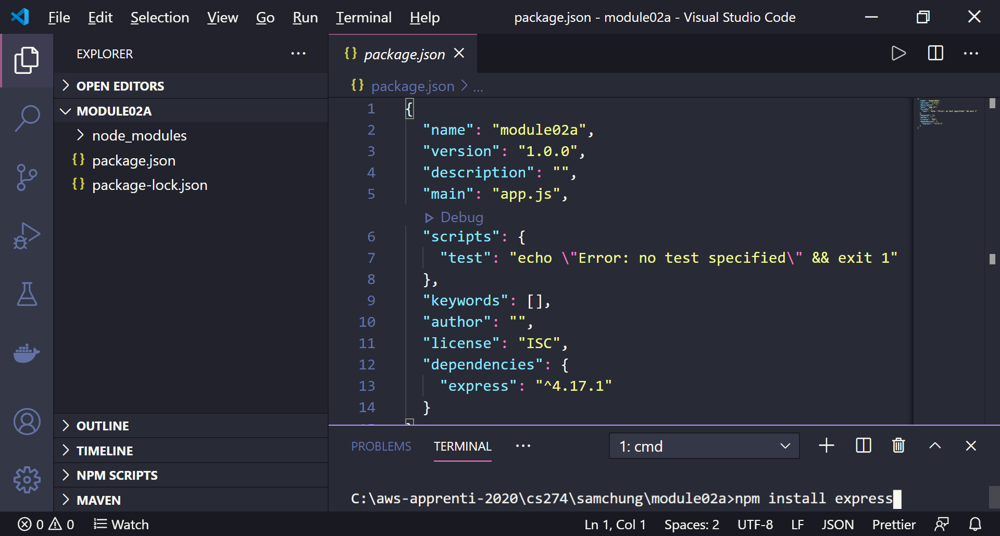 File Edit Selection View Go Run Terminal Help package.json - module02a - Visual Studio Code
EXPLORER
OPEN EDITORS
MODULE02A
node_modules
{} package.json
{} package-lock.json
OUTLINE
TIMELINE
NPM SCRIPTS
MAVEN
{} package.json
{} package.json > ...
1 {
2 "name": "module02a",
3 "version": "1.0.0",
4 "description": "",
5 "main": "app.js",
Debug
6 "scripts": {
7 "test": "echo \"Error: no test specified\" && exit 1"
8 },
9 "keywords": [],
10 "author": "",
11 "license": "ISC",
12 "dependencies": {
13 "express": "^4.17.1"
14 }
PROBLEMS TERMINAL ... 1: cmd
C:\aws-apprenti-2020\cs274\samchung\module02a>npm install express
0 0 Watch Ln 1, Col 1 Spaces: 2 UTF-8 LF JSON Prettier